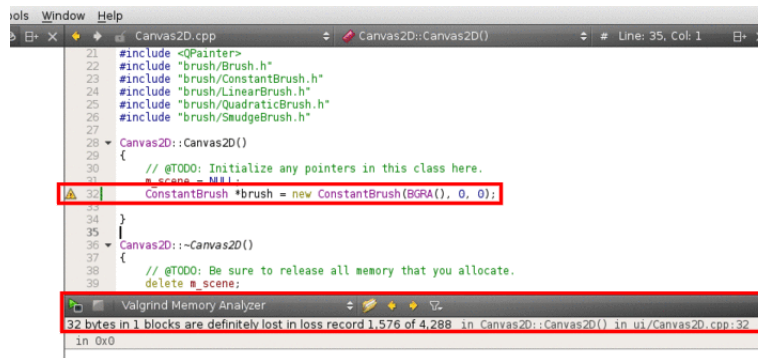 ools Window Help
Canvas2D.cpp Canvas2D::Canvas2D() # Line: 35, Col: 1
21 #include <QPainter>
22 #include "brush/Brush.h"
23 #include "brush/ConstantBrush.h"
24 #include "brush/LinearBrush.h"
25 #include "brush/QuadraticBrush.h"
26 #include "brush/SmudgeBrush.h"
27
28 Canvas2D::Canvas2D()
29 {
30 // @TODO: Initialize any pointers in this class here.
31 m_scene = NULL;
32 ConstantBrush *brush = new ConstantBrush(BGRA(), 0, 0);
33
34 }
35
36 Canvas2D::~Canvas2D()
37 {
38 // @TODO: Be sure to release all memory that you allocate.
39 delete m_scene;
Valgrind Memory Analyzer
32 bytes in 1 blocks are definitely lost in loss record 1,576 of 4,288 in Canvas2D::Canvas2D() in ui/Canvas2D.cpp:32
in 0x0